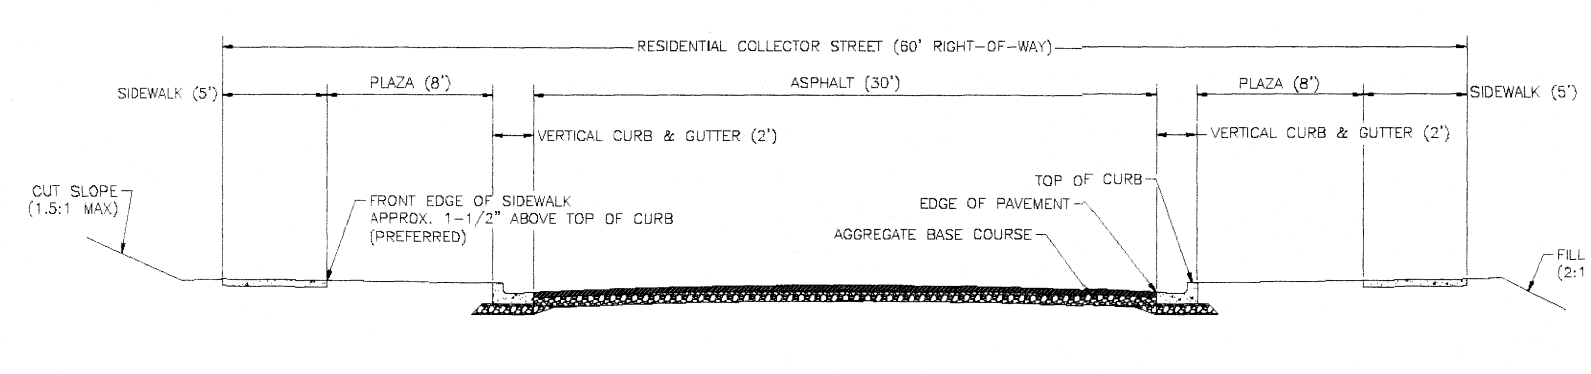 RESIDENTIAL COLLECTOR STREET (60' RIGHT-OF-WAY)
SIDEWALK (5')
PLAZA (8')
ASPHALT (30')
PLAZA (8')
SIDEWALK (5')
VERTICAL CURB & GUTTER (2')
VERTICAL CURB & GUTTER (2')
CUT SLOPE
(1.5:1 MAX)
FRONT EDGE OF SIDEWALK
APPROX. 1-1/2" ABOVE TOP OF CURB
(PREFERRED)
TOP OF CURB
EDGE OF PAVEMENT
AGGREGATE BASE COURSE
FILL
(2:1